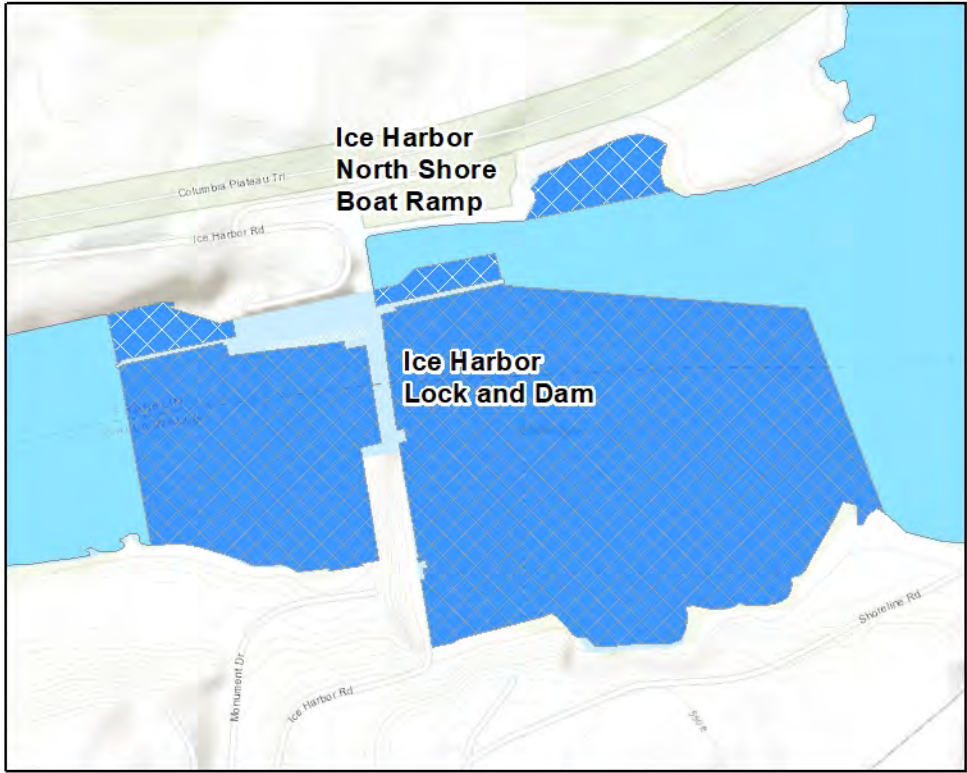 Ice Harbor
North Shore
Boat Ramp
Columbia Plateau Trl
Ice Harbor Rd
Ice Harbor
Lock and Dam
Shoreline Rd
Monument Dr
Ice Harbor Rd